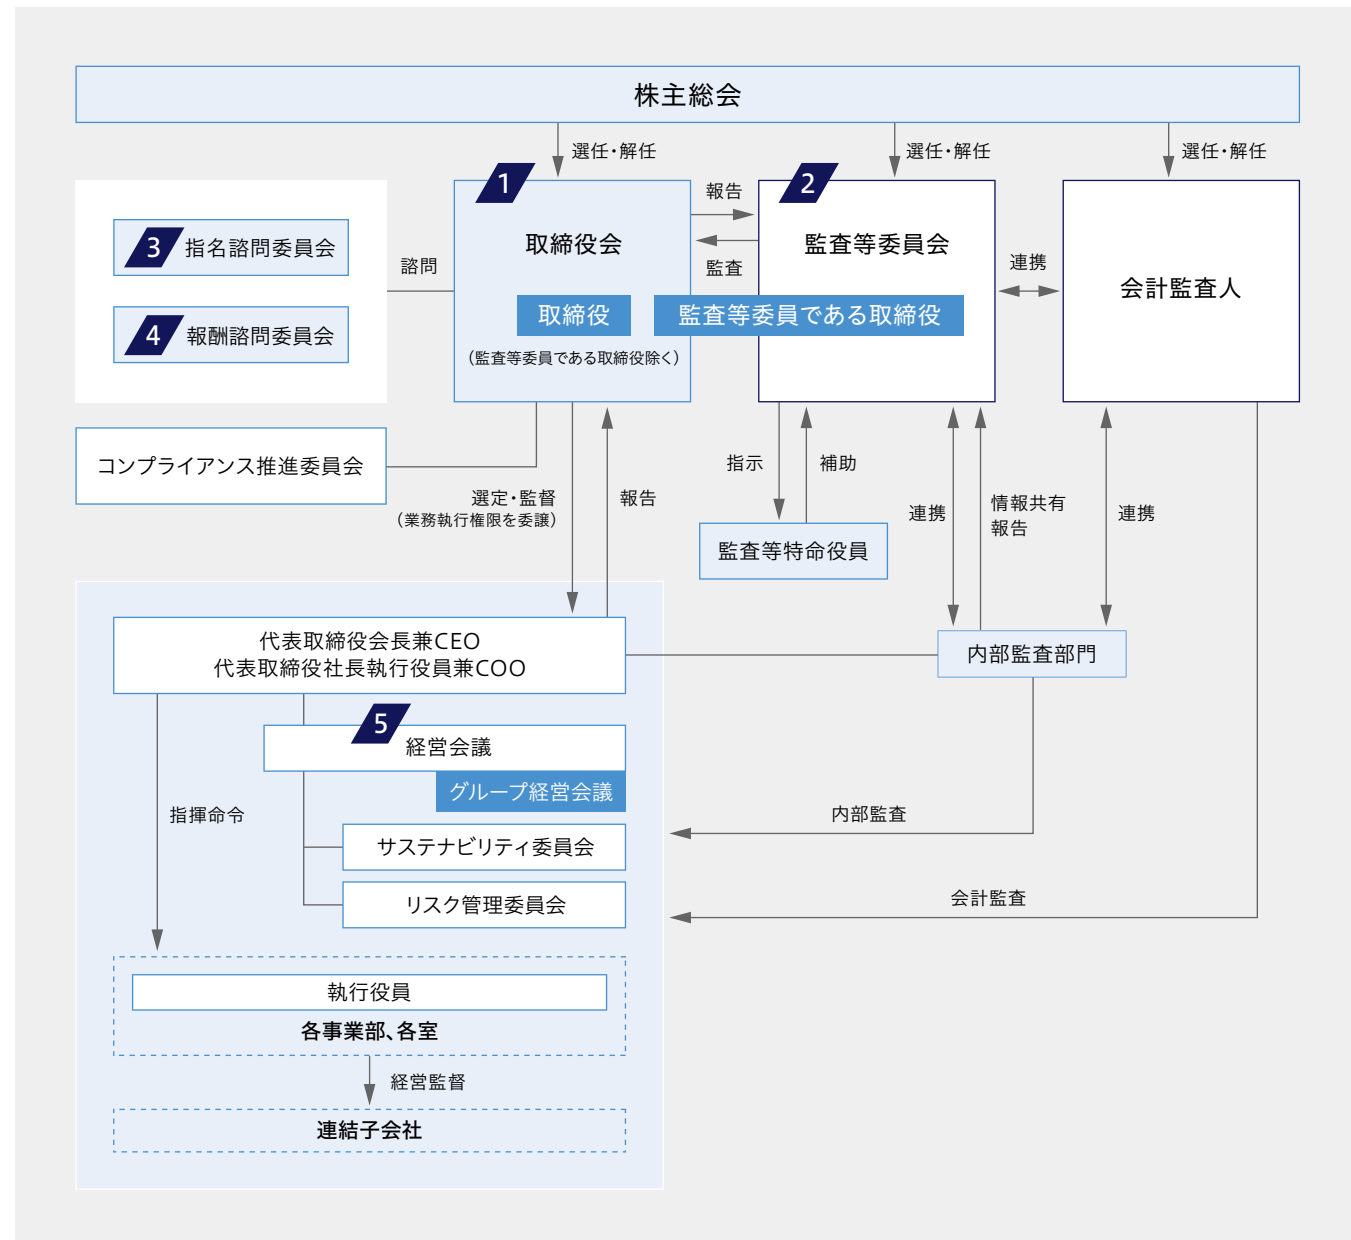 株主総会
選任・解任
選任・解任
選任・解任
1
取締役会
取締役
（監査等委員である取締役除く）
報告
監査
2
監査等委員会
監査等委員である取締役
連携
会計監査人
3
指名諮問委員会
4
報酬諮問委員会
諮問
コンプライアンス推進委員会
選定・監督
（業務執行権限を委譲）
報告
指示
補助
監査等特命役員
連携
情報共有
報告
連携
代表取締役会長兼CEO
代表取締役社長執行役員兼COO
内部監査部門
5
経営会議
グループ経営会議
指揮命令
サステナビリティ委員会
リスク管理委員会
内部監査
会計監査
執行役員
各事業部、各室
経営監督
連結子会社